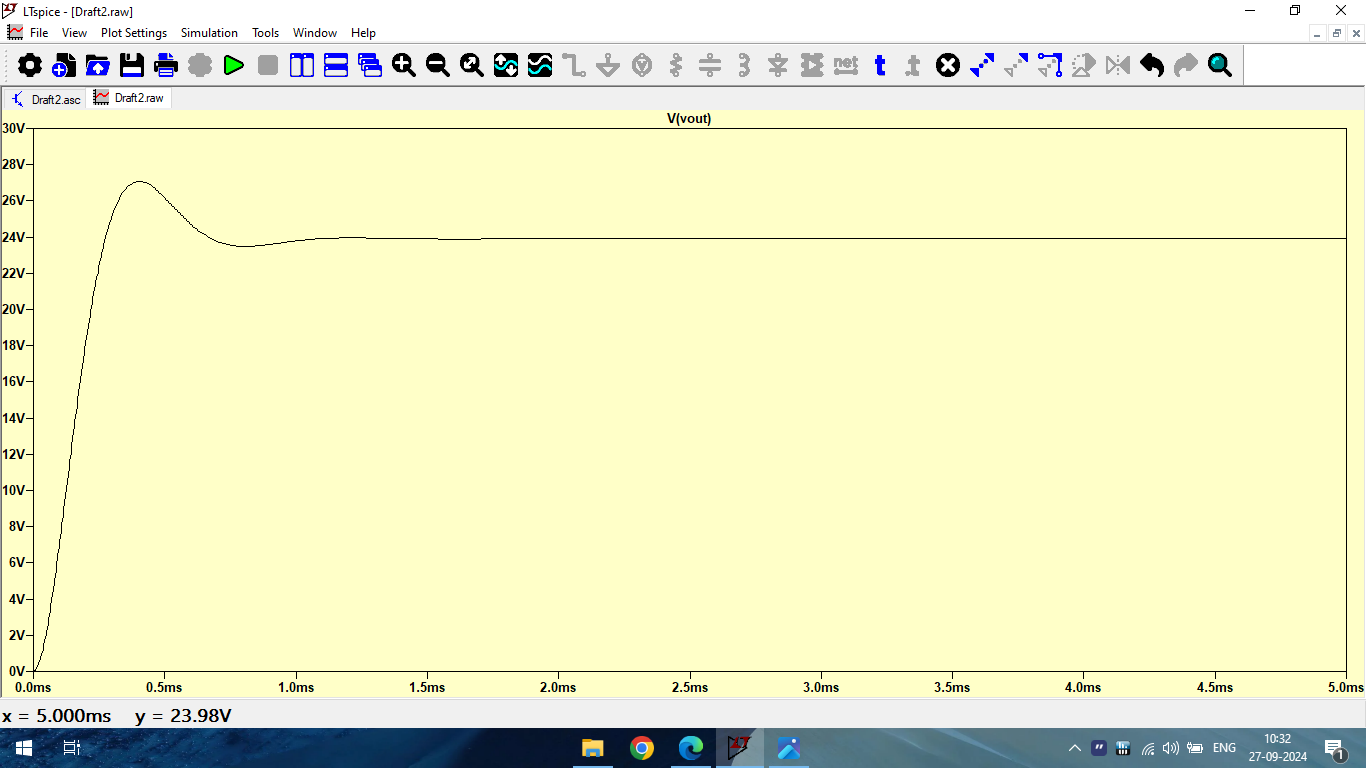 LTspice - [Draft2.raw]
File View Plot Settings Simulation Tools Window Help
Draft2.asc Draft2.raw
V(vout)
30V
28V
26V
24V
22V
20V
18V
16V
14V
12V
10V
8V
6V
4V
2V
0V
0.0ms 0.5ms 1.0ms 1.5ms 2.0ms 2.5ms 3.0ms 3.5ms 4.0ms 4.5ms 5.0ms
x = 5.000ms y = 23.98V
ENG
10:32
27-09-2024
1